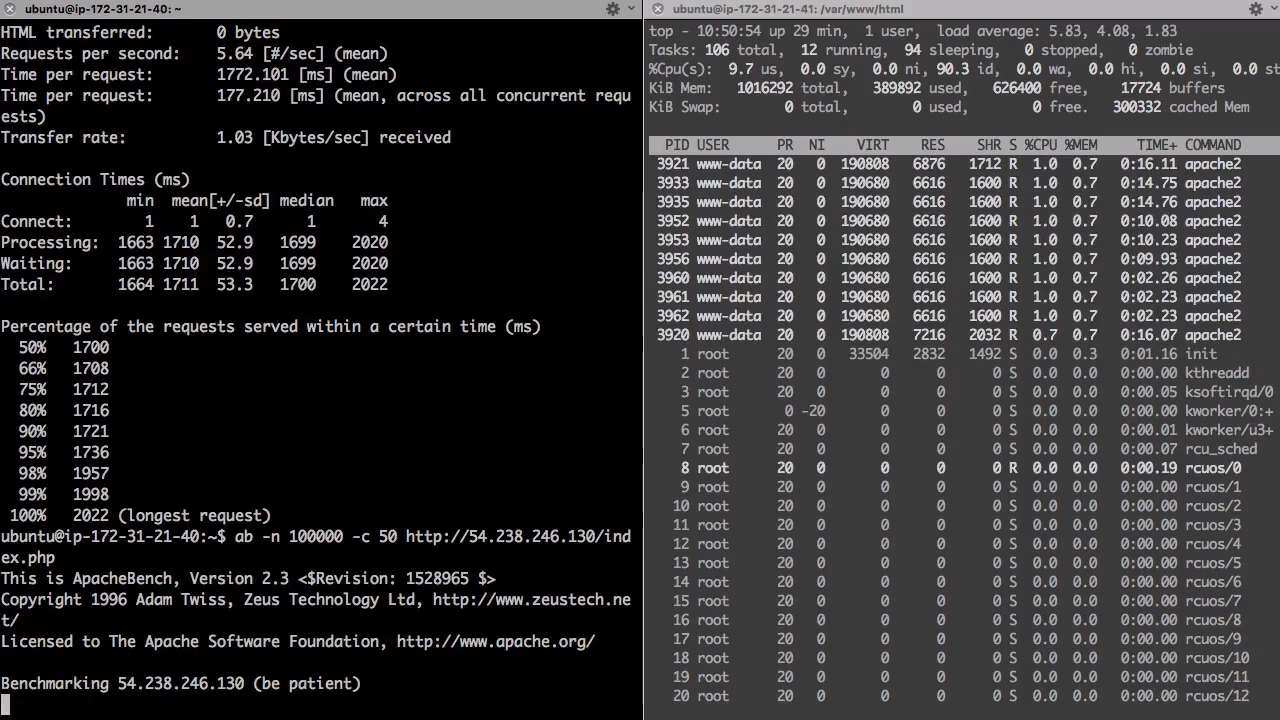 ubuntu@ip-172-31-21-40: ~
HTML transferred:       0 bytes
Requests per second:    5.64 [#/sec] (mean)
Time per request:       1772.101 [ms] (mean)
Time per request:       177.210 [ms] (mean, across all concurrent requ
ests)
Transfer rate:          1.03 [Kbytes/sec] received
Connection Times (ms)
              min  mean[+/-sd] median   max
Connect:        1    1   0.7      1       4
Processing:  1663 1710  52.9   1699    2020
Waiting:     1663 1710  52.9   1699    2020
Total:       1664 1711  53.3   1700    2022
Percentage of the requests served within a certain time (ms)
  50%   1700
  66%   1708
  75%   1712
  80%   1716
  90%   1721
  95%   1736
  98%   1957
  99%   1998
 100%   2022 (longest request)
ubuntu@ip-172-31-21-40:~$ ab -n 100000 -c 50 http://54.238.246.130/ind
ex.php
This is ApacheBench, Version 2.3 <$Revision: 1528965 $>
Copyright 1996 Adam Twiss, Zeus Technology Ltd, http://www.zeustech.ne
t/
Licensed to The Apache Software Foundation, http://www.apache.org/
Benchmarking 54.238.246.130 (be patient)
ubuntu@ip-172-31-21-41: /var/www/html
top - 10:50:54 up 29 min,  1 user,  load average: 5.83, 4.08, 1.83
Tasks: 106 total,  12 running,  94 sleeping,   0 stopped,   0 zombie
%Cpu(s):  9.7 us,  0.0 sy,  0.0 ni, 90.3 id,  0.0 wa,  0.0 hi,  0.0 si,  0.0 st
KiB Mem:   1016292 total,   389892 used,   626400 free,    17724 buffers
KiB Swap:        0 total,        0 used,        0 free.   300332 cached Mem
  PID USER      PR  NI    VIRT    RES    SHR S %CPU %MEM     TIME+ COMMAND
 3921 www-data  20   0  190808   6876   1712 R  1.0  0.7   0:16.11 apache2
 3933 www-data  20   0  190680   6616   1600 R  1.0  0.7   0:14.75 apache2
 3935 www-data  20   0  190680   6616   1600 R  1.0  0.7   0:14.76 apache2
 3952 www-data  20   0  190680   6616   1600 R  1.0  0.7   0:10.08 apache2
 3953 www-data  20   0  190680   6616   1600 R  1.0  0.7   0:10.23 apache2
 3956 www-data  20   0  190680   6616   1600 R  1.0  0.7   0:09.93 apache2
 3960 www-data  20   0  190680   6616   1600 R  1.0  0.7   0:02.26 apache2
 3961 www-data  20   0  190680   6616   1600 R  1.0  0.7   0:02.23 apache2
 3962 www-data  20   0  190680   6616   1600 R  1.0  0.7   0:02.23 apache2
 3920 www-data  20   0  190808   7216   2032 R  0.7  0.7   0:16.07 apache2
    1 root      20   0   33504   2832   1492 S  0.0  0.3   0:01.16 init
    2 root      20   0       0      0      0 S  0.0  0.0   0:00.00 kthreadd
    3 root      20   0       0      0      0 S  0.0  0.0   0:00.05 ksoftirqd/0
    5 root       0 -20       0      0      0 S  0.0  0.0   0:00.00 kworker/0:+
    6 root      20   0       0      0      0 S  0.0  0.0   0:00.01 kworker/u3+
    7 root      20   0       0      0      0 S  0.0  0.0   0:00.07 rcu_sched
    8 root      20   0       0      0      0 R  0.0  0.0   0:00.19 rcuos/0
    9 root      20   0       0      0      0 S  0.0  0.0   0:00.00 rcuos/1
   10 root      20   0       0      0      0 S  0.0  0.0   0:00.00 rcuos/2
   11 root      20   0       0      0      0 S  0.0  0.0   0:00.00 rcuos/3
   12 root      20   0       0      0      0 S  0.0  0.0   0:00.00 rcuos/4
   13 root      20   0       0      0      0 S  0.0  0.0   0:00.00 rcuos/5
   14 root      20   0       0      0      0 S  0.0  0.0   0:00.00 rcuos/6
   15 root      20   0       0      0      0 S  0.0  0.0   0:00.00 rcuos/7
   16 root      20   0       0      0      0 S  0.0  0.0   0:00.00 rcuos/8
   17 root      20   0       0      0      0 S  0.0  0.0   0:00.00 rcuos/9
   18 root      20   0       0      0      0 S  0.0  0.0   0:00.00 rcuos/10
   19 root      20   0       0      0      0 S  0.0  0.0   0:00.00 rcuos/11
   20 root      20   0       0      0      0 S  0.0  0.0   0:00.00 rcuos/12